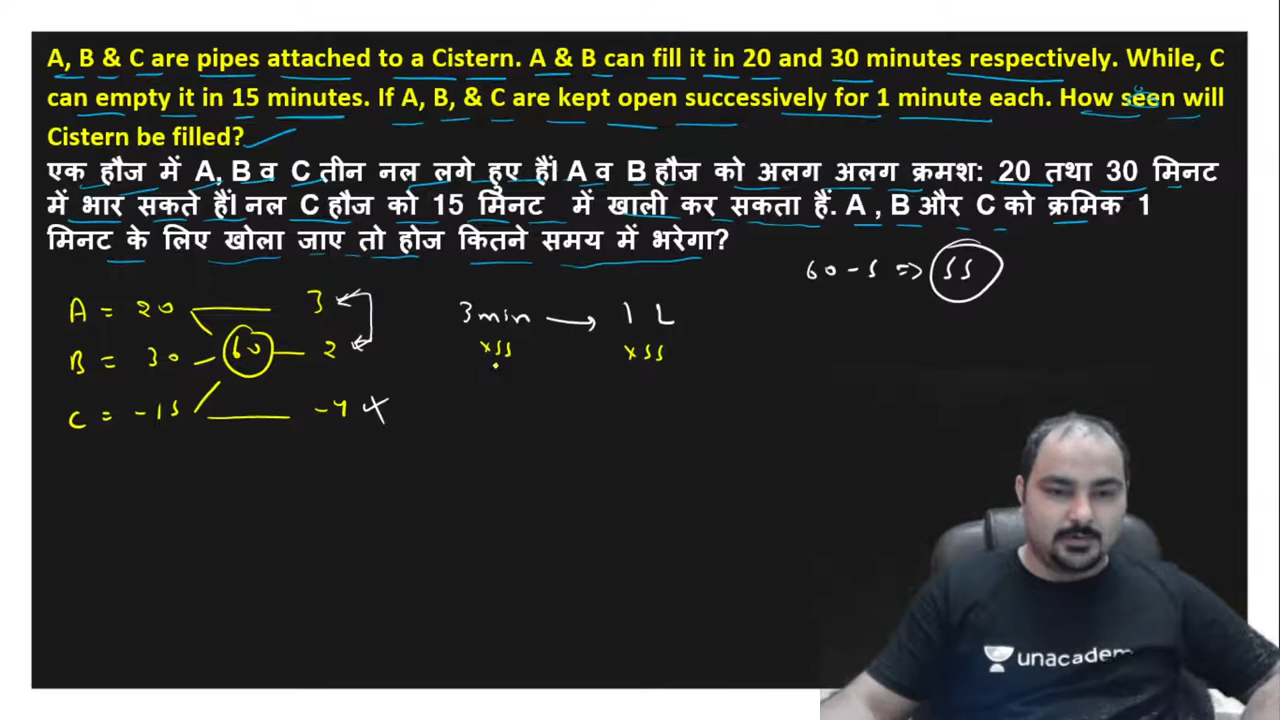 A, B & C are pipes attached to a Cistern. A & B can fill it in 20 and 30 minutes respectively. While, C
can empty it in 15 minutes. If A, B, & C are kept open successively for 1 minute each. How seen will
Cistern be filled?
एक हौज में A, B व C तीन नल लगे हुए हैं। A व B हौज को अलग अलग क्रमश: 20 तथा 30 मिनट
में भार सकते हैं। नल C हौज को 15 मिनट में खाली कर सकता हैं. A , B और C को क्रमिक 1
मिनट के लिए खोला जाए तो होज कितने समय में भरेगा?
60 - 5 => 55
A = 20 3
B = 30 60 2
C = -15 -4
3 min → 1 L
x55 x55
unacadem